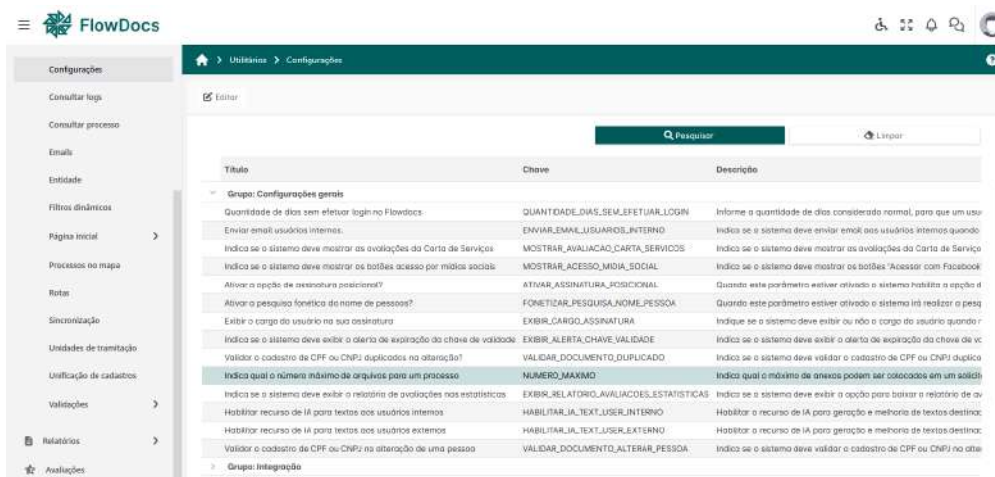 FlowDocs
Utilitários > Configurações
Configurações
Consultar logs
Consultar processo
Emails
Entidade
Filtros dinâmicos
Página inicial
Processos no mapa
Rotas
Sincronização
Unidades de tramitação
Unificação de cadastros
Validações
Relatórios
Avaliações
Editar
Pesquisar Limpar
Título Chave Descrição
Grupo: Configurações gerais
Quantidade de dias sem efetuar login no Flowdocs QUANTIDADE_DIAS_SEM_EFETUAR_LOGIN Informe a quantidade de dias considerado normal, para que um usu
Enviar email usuários internos. ENVIAR_EMAIL_USUARIOS_INTERNO Indica se o sistema deve enviar email aos usuários internos quando
Indica se o sistema deve mostrar as avaliações da Carta de Serviços MOSTRAR_AVALIACAO_CARTA_SERVICOS Indica se o sistema deve mostrar as avaliações da Carta de Serviço
Indica se o sistema deve mostrar os botões acesso por mídias sociais MOSTRAR_ACESSO_MIDIA_SOCIAL Indica se o sistema deve mostrar os botões "Acessar com Facebook
Ativar a opção de assinatura posicional? ATIVAR_ASSINATURA_POSICIONAL Quando este parâmetro estiver ativado o sistema habilita a opção d
Ativar a pesquisa fonética do nome de pessoas? FONETIZAR_PESQUISA_NOME_PESSOA Quando este parâmetro estiver ativado o sistema irá realizar a pesq
Exibir o cargo do usuário na sua assinatura EXIBIR_CARGO_ASSINATURA Indique se o sistema deve exibir ou não o cargo do usuário quando
Indica se o sistema deve exibir o alerta de expiração da chave de validade EXIBIR_ALERTA_CHAVE_VALIDADE Indica se o sistema deve exibir o alerta de expiração da chave de vc
Validar o cadastro de CPF ou CNPJ duplicados na alteração? VALIDAR_DOCUMENTO_DUPLICADO Indica se o sistema deve validar o cadastro de CPF ou CNPJ duplica
Indica qual o número máximo de arquivos para um processo NUMERO_MAXIMO Indica qual o máximo de anexos podem ser colocados em um solicit
Indica se o sistema deve exibir o relatório de avaliações nas estatísticas EXIBIR_RELATORIO_AVALIACOES_ESTATISTICAS Indica se o sistema deve exibir a opção para baixar o relatório de av
Habilitar recurso de IA para textos aos usuários internos HABILITAR_IA_TEXT_USER_INTERNO Habilitar o recurso de IA para geração e melhoria de textos destinac
Habilitar recurso de IA para textos aos usuários externos HABILITAR_IA_TEXT_USER_EXTERNO Habilitar o recurso de IA para geração e melhoria de textos destinac
Validar o cadastro de CPF ou CNPJ na alteração de uma pessoa VALIDAR_DOCUMENTO_ALTERAR_PESSOA Indica se o sistema deve validar o cadastro de CPF ou CNPJ na alte
Grupo: Integração